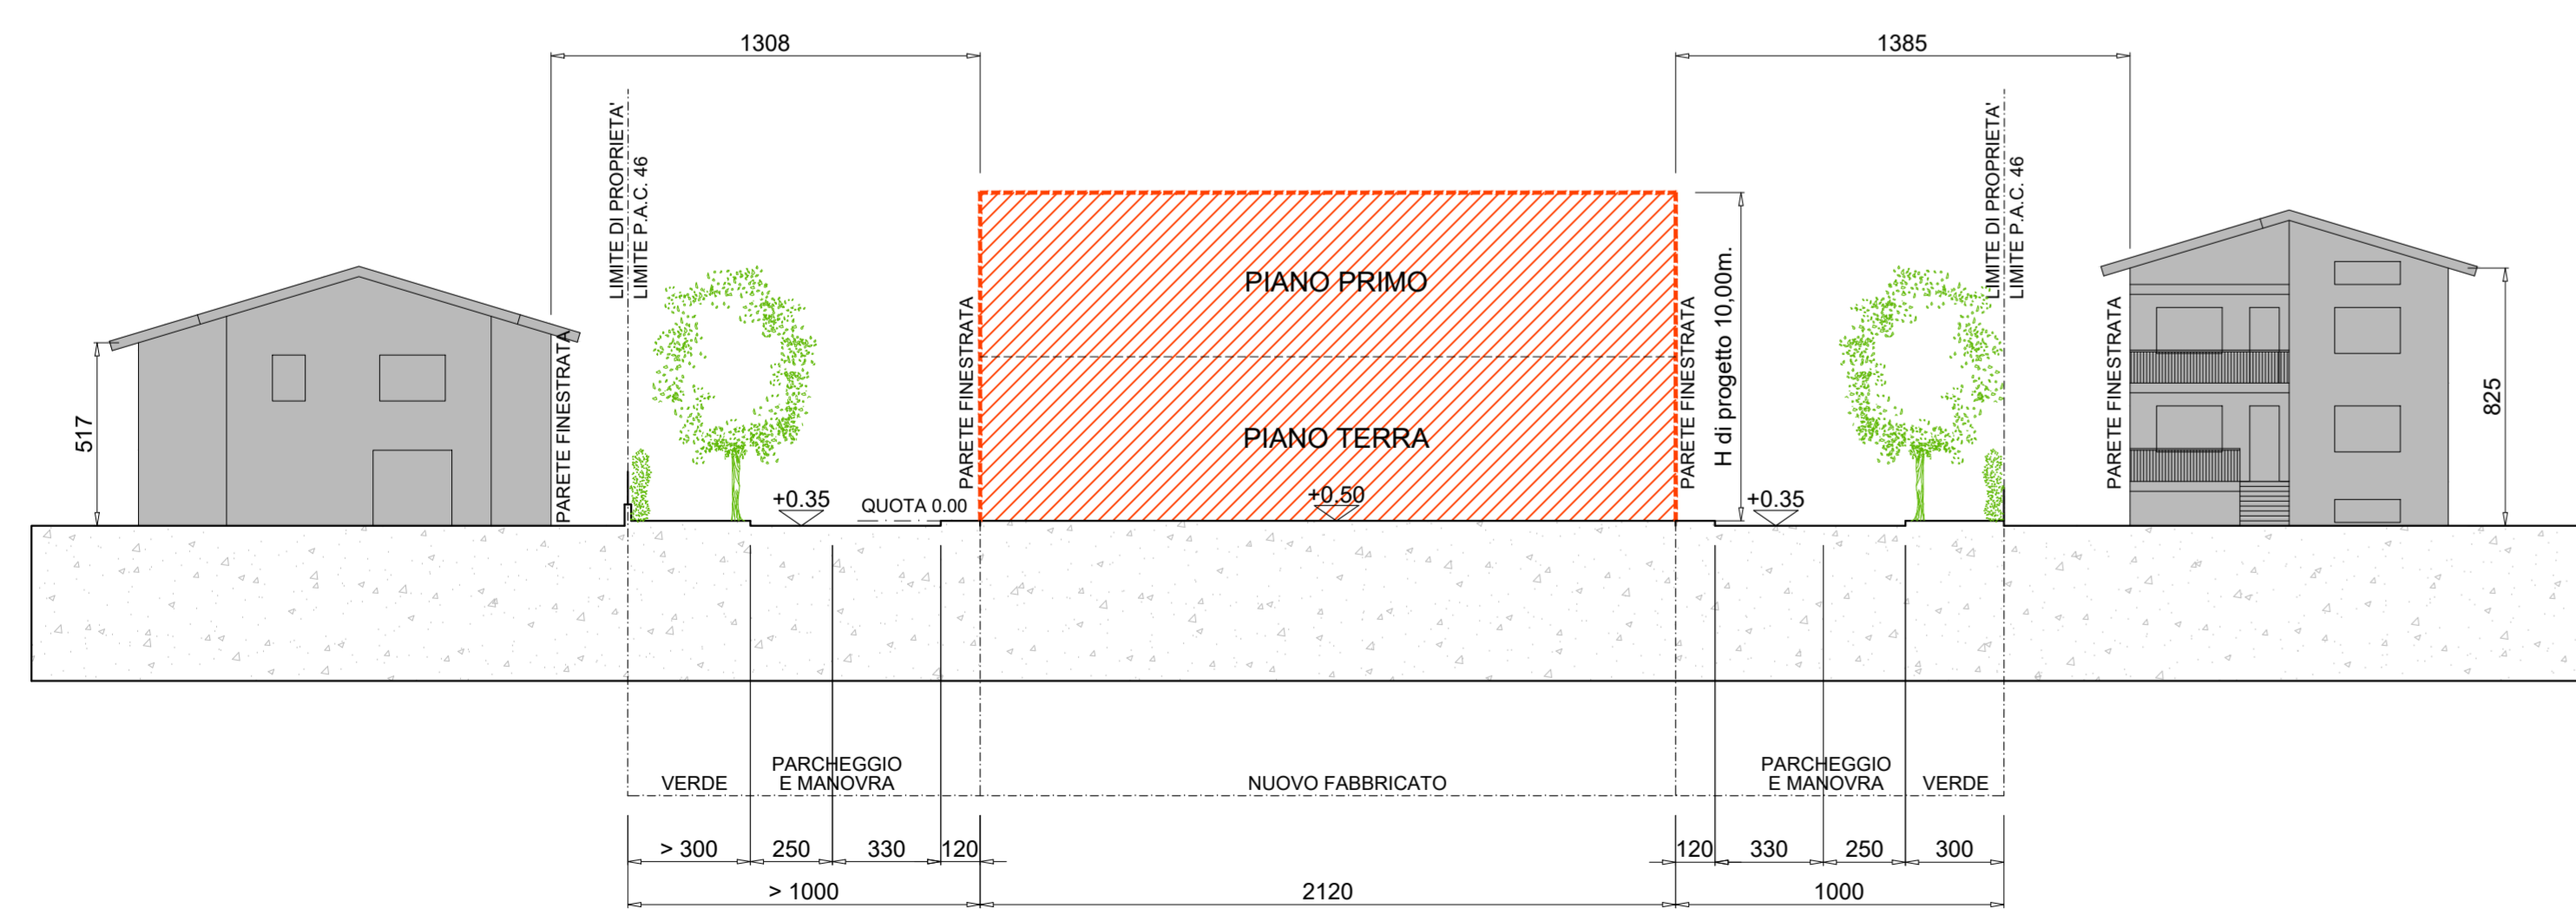 1308
1385
LIMITE DI PROPRIETA'
LIMITE P.A.C. 46
LIMITE DI PROPRIETA'
LIMITE P.A.C. 46
517
PARETE FINESTRATA
PARETE FINESTRATA
PIANO PRIMO
PIANO TERRA
PARETE FINESTRATA
H di progetto 10,00m.
PARETE FINESTRATA
825
+0.35
QUOTA 0.00
+0.50
+0.35
VERDE
PARCHEGGIO
E MANOVRA
NUOVO FABBRICATO
PARCHEGGIO
E MANOVRA
VERDE
> 300
250
330
120
120
330
250
300
> 1000
2120
1000